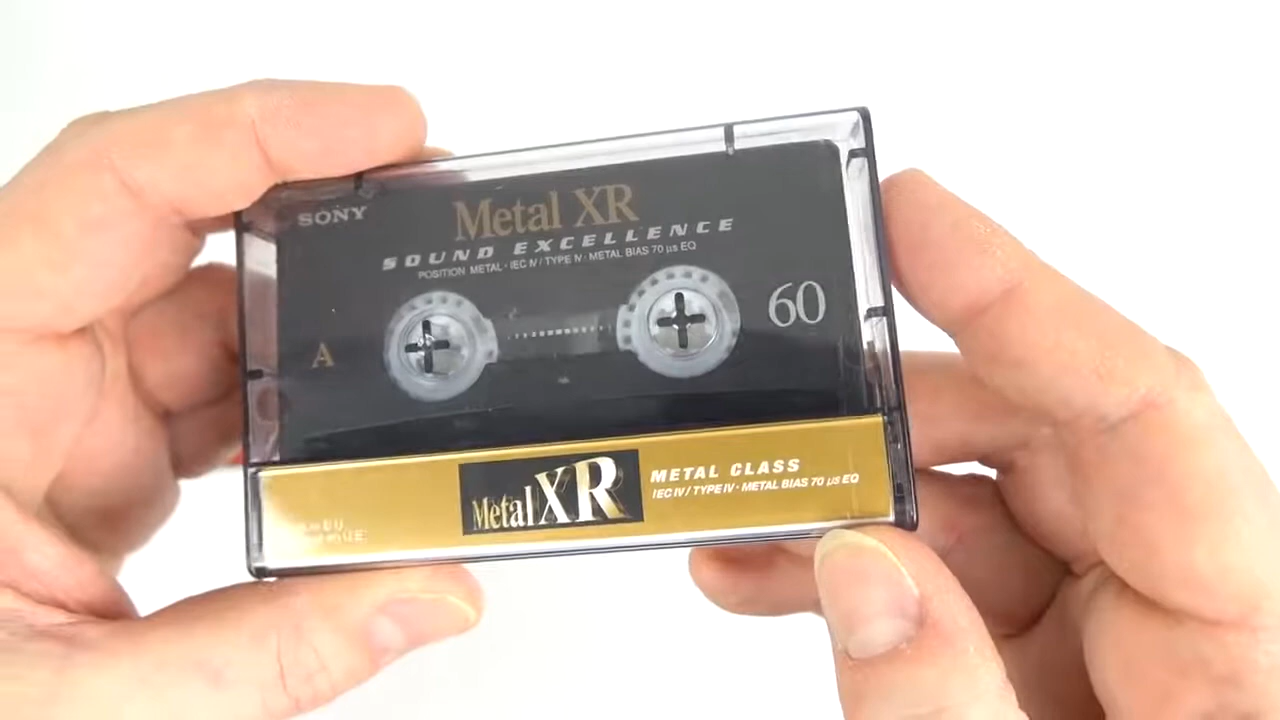 SONY
Metal XR
SOUND EXCELLENCE
POSITION METAL · IEC IV / TYPE IV · METAL BIAS 70 µs EQ
A
60
Metal XR
METAL CLASS
IEC IV / TYPE IV · METAL BIAS 70 µs EQ